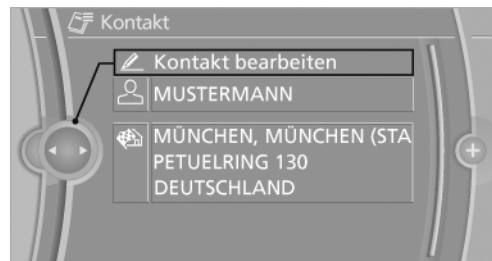 Kontakt
Kontakt bearbeiten
MUSTERMANN
MÜNCHEN, MÜNCHEN (STA
PETUELRING 130
DEUTSCHLAND